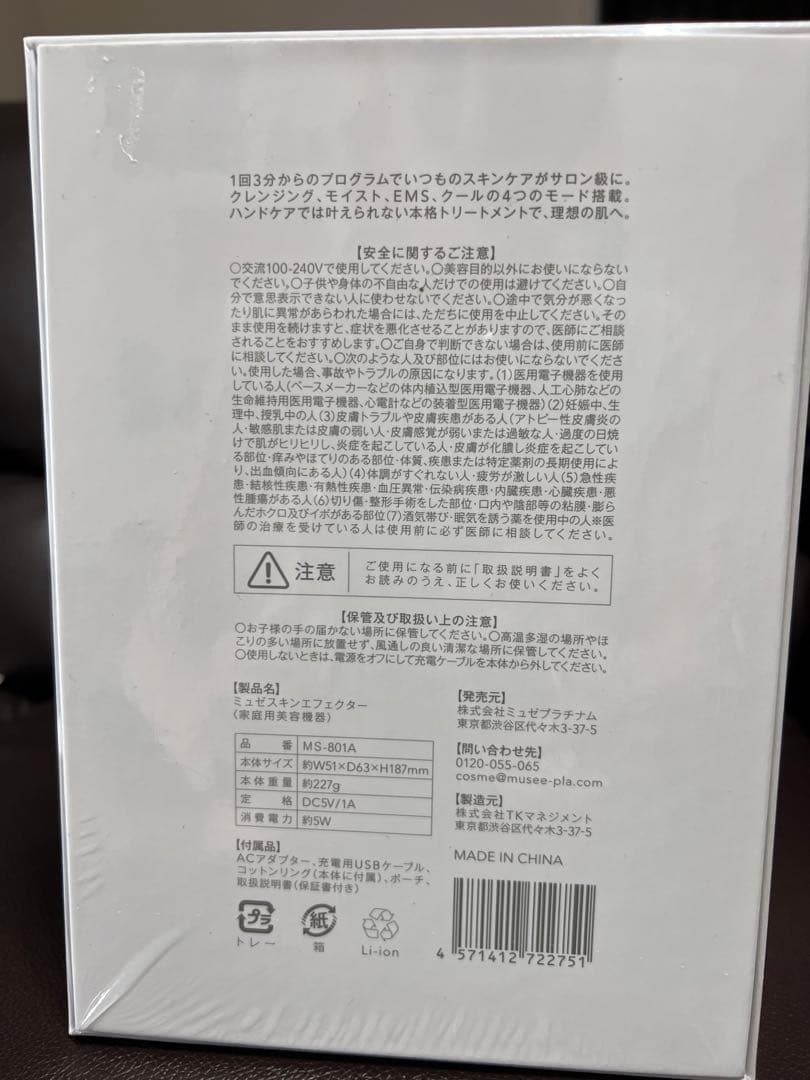 1回3分からのプログラムでいつものスキンケアがサロン級に。
クレンジング、モイスト、EMS、クールの4つのモード搭載。
ハンドケアでは叶えられない本格トリートメントで、理想の肌へ。
【安全に関するご注意】
○交流100-240Vで使用してください。○美容目的以外にお使いにならない
でください。○子供や身体の不自由な人だけでの使用は避けてください。○自
分で意思表示できない人に使わせないでください。○途中で気分が悪くなっ
たり肌に異常があらわれた場合には、ただちに使用を中止してください。その
まま使用を続けますと、症状を悪化させることがありますので、医師にご相談
されることをおすすめします。○ご自身で判断できない場合は、使用前に医師
に相談してください。○次のような人及び部位にはお使いにならないでくださ
い。使用した場合、事故やトラブルの原因になります。(1)医用電子機器を使用
している人(ペースメーカーなどの体内植込型医用電子機器、人工心肺などの
生命維持用医用電子機器、心電計などの装着型医用電子機器)(2)妊娠中、生
理中、授乳中の人(3)皮膚トラブルや皮膚疾患がある人(アトピー性皮膚炎の
人・敏感肌または皮膚の弱い人・皮膚感覚が弱いまたは過敏な人・過度の日焼
けで肌がヒリヒリし、炎症を起こしている人・皮膚が化膿し炎症を起こしてい
る部位・痒みやほてりのある部位・体質、疾患または特定薬剤の長期使用によ
り、出血傾向にある人)(4)体調がすぐれない人・疲労が激しい人(5)急性疾
患・結核性疾患・有熱性疾患・血圧異常・伝染病疾患・内臓疾患・心臓疾患・悪
性腫瘍がある人(6)切り傷・整形手術をした部位・口内や陰部等の粘膜・膨ら
んだホクロ及びイボがある部位(7)酒気帯び・眠気を誘う薬を使用中の人※医
師の治療を受けている人は使用前に必ず医師に相談してください。
注意
ご使用になる前に「取扱説明書」をよく
お読みのうえ、正しくお使いください。
【保管及び取扱い上の注意】
○お子様の手の届かない場所に保管してください。○高温多湿の場所やほ
こりの多い場所に放置せず、風通しの良い清潔な場所に保管してください。
○使用しないときは、電源をオフにして充電ケーブルを本体から外してください。
【製品名】
ミュゼスキンエフェクター
(家庭用美容機器)
品 番 MS-801A
本体サイズ 約W51×D63×H187mm
本体重量 約227g
定 格 DC5V/1A
消費電力 約5W
【付属品】
ACアダプター、充電用USBケーブル、
コットンリング(本体に付属)、ポーチ、
取扱説明書(保証書付き)
プラ
トレー
紙
箱
Li-ion
【発売元】
株式会社ミュゼプラチナム
東京都渋谷区代々木3-37-5
【問い合わせ先】
0120-055-065
cosme@musee-pla.com
【製造元】
株式会社TKマネジメント
東京都渋谷区代々木3-37-5
MADE IN CHINA
4 571412 722751